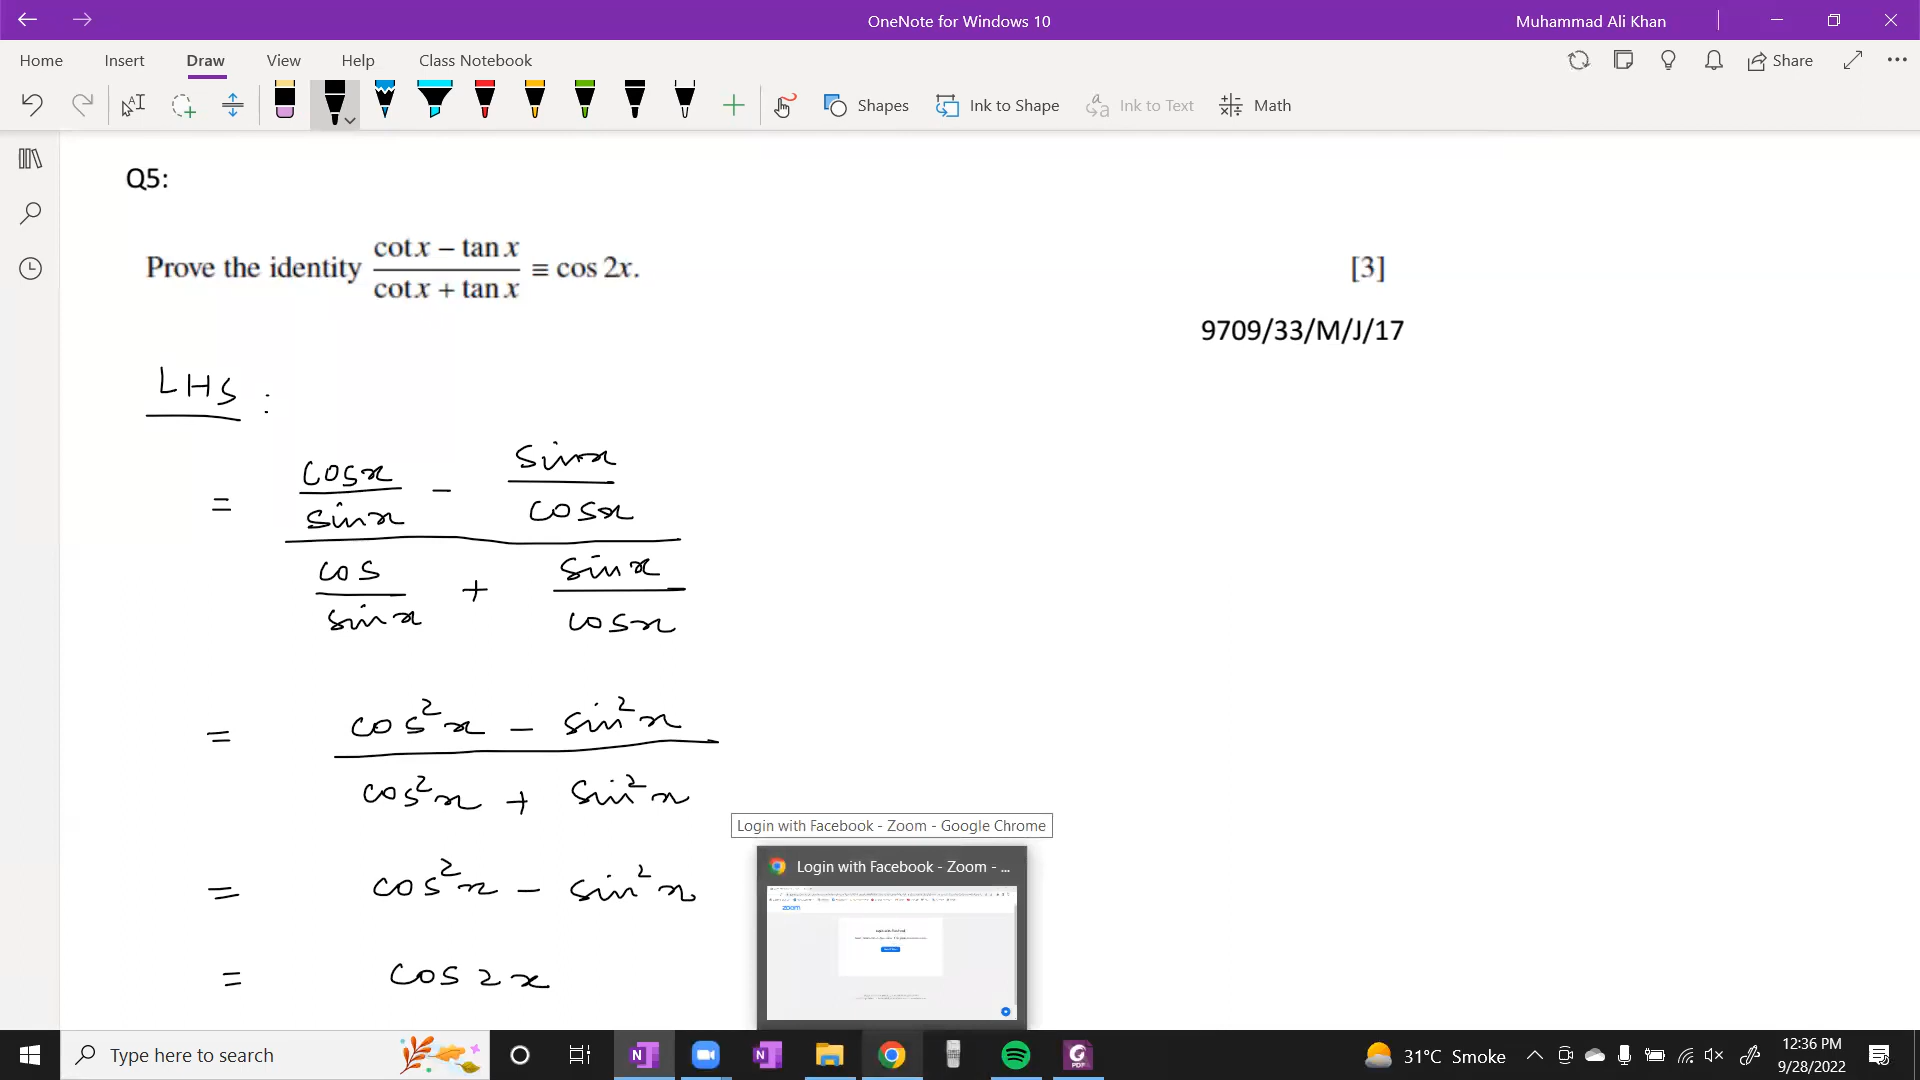 OneNote for Windows 10
Muhammad Ali Khan
Home Insert Draw View Help Class Notebook
Share
Shapes Ink to Shape Ink to Text Math
Q5:
Prove the identity (cot x − tan x)/(cot x + tan x) ≡ cos 2x. [3]
9709/33/M/J/17
LHS :
= cosx/sinx − sinx/cosx
cos/sinx + sinx/cosx
= cos²x − sin²x
cos²x + sin²x
= cos²x − sin²x
= cos2x
Login with Facebook - Zoom - Google Chrome
Login with Facebook - Zoom - ...
zoom
Type here to search
31°C Smoke
12:36 PM
9/28/2022